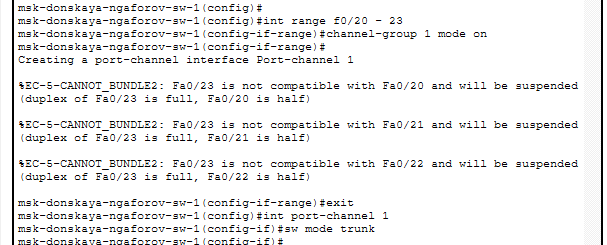 msk-donskaya-ngaforov-sw-1(config)#
msk-donskaya-ngaforov-sw-1(config)#int range f0/20 - 23
msk-donskaya-ngaforov-sw-1(config-if-range)#channel-group 1 mode on
msk-donskaya-ngaforov-sw-1(config-if-range)#
Creating a port-channel interface Port-channel 1
%EC-5-CANNOT_BUNDLE2: Fa0/23 is not compatible with Fa0/20 and will be suspended
(duplex of Fa0/23 is full, Fa0/20 is half)
%EC-5-CANNOT_BUNDLE2: Fa0/23 is not compatible with Fa0/21 and will be suspended
(duplex of Fa0/23 is full, Fa0/21 is half)
%EC-5-CANNOT_BUNDLE2: Fa0/23 is not compatible with Fa0/22 and will be suspended
(duplex of Fa0/23 is full, Fa0/22 is half)
msk-donskaya-ngaforov-sw-1(config-if-range)#exit
msk-donskaya-ngaforov-sw-1(config)#int port-channel 1
msk-donskaya-ngaforov-sw-1(config-if)#sw mode trunk
msk-donskaya-ngaforov-sw-1(config-if)#